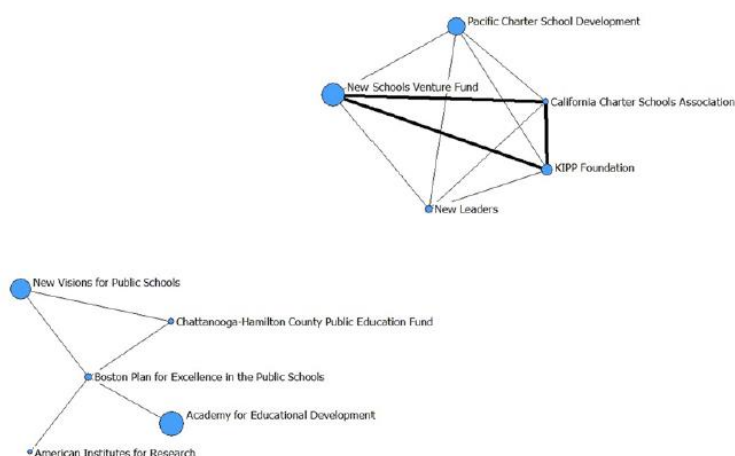 Pacific Charter School Development
New Schools Venture Fund
California Charter Schools Association
KIPP Foundation
New Leaders
New Visions for Public Schools
Chattanooga-Hamilton County Public Education Fund
Boston Plan for Excellence in the Public Schools
Academy for Educational Development
American Institutes for Research